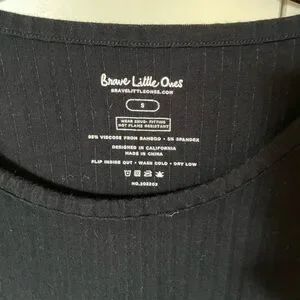 Brave Little Ones
BRAVELITTLEONES.COM
S
WEAR SNUG-FITTING
NOT FLAME RESISTANT
95% VISCOSE FROM BAMBOO • 5% SPANDEX
DESIGNED IN CALIFORNIA
MADE IN CHINA
FLIP INSIDE OUT • WASH COLD • DRY LOW